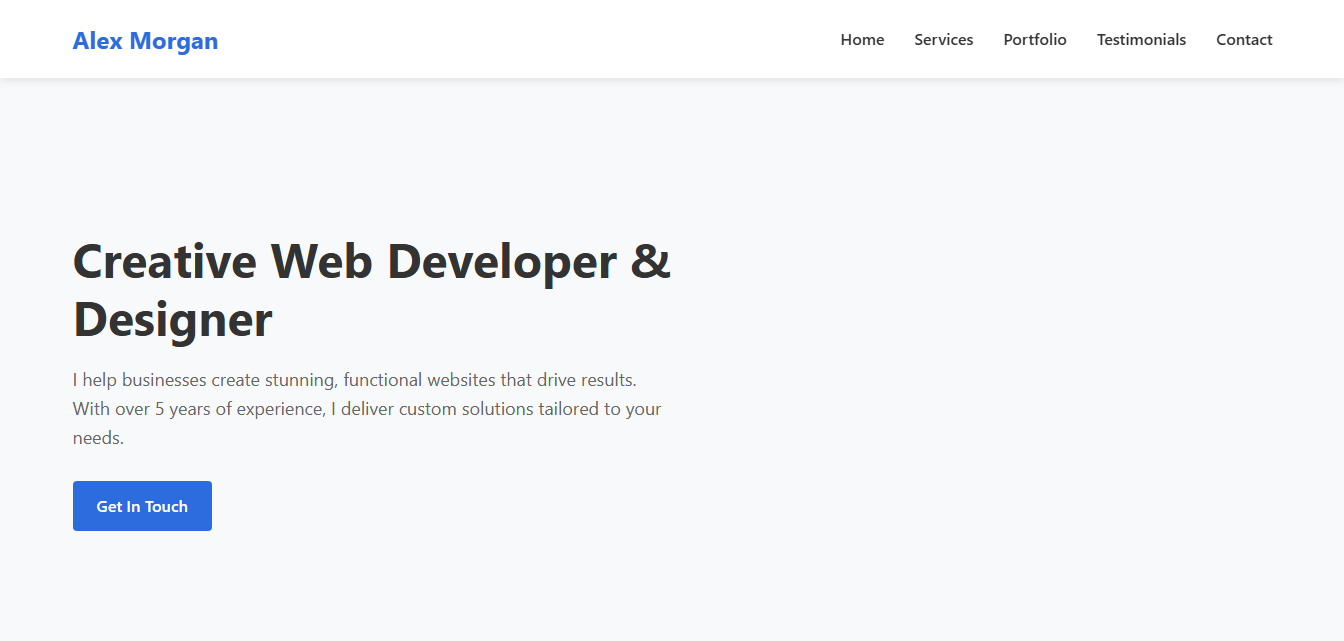 Alex Morgan
Home Services Portfolio Testimonials Contact
Creative Web Developer &
Designer
I help businesses create stunning, functional websites that drive results.
With over 5 years of experience, I deliver custom solutions tailored to your
needs.
Get In Touch